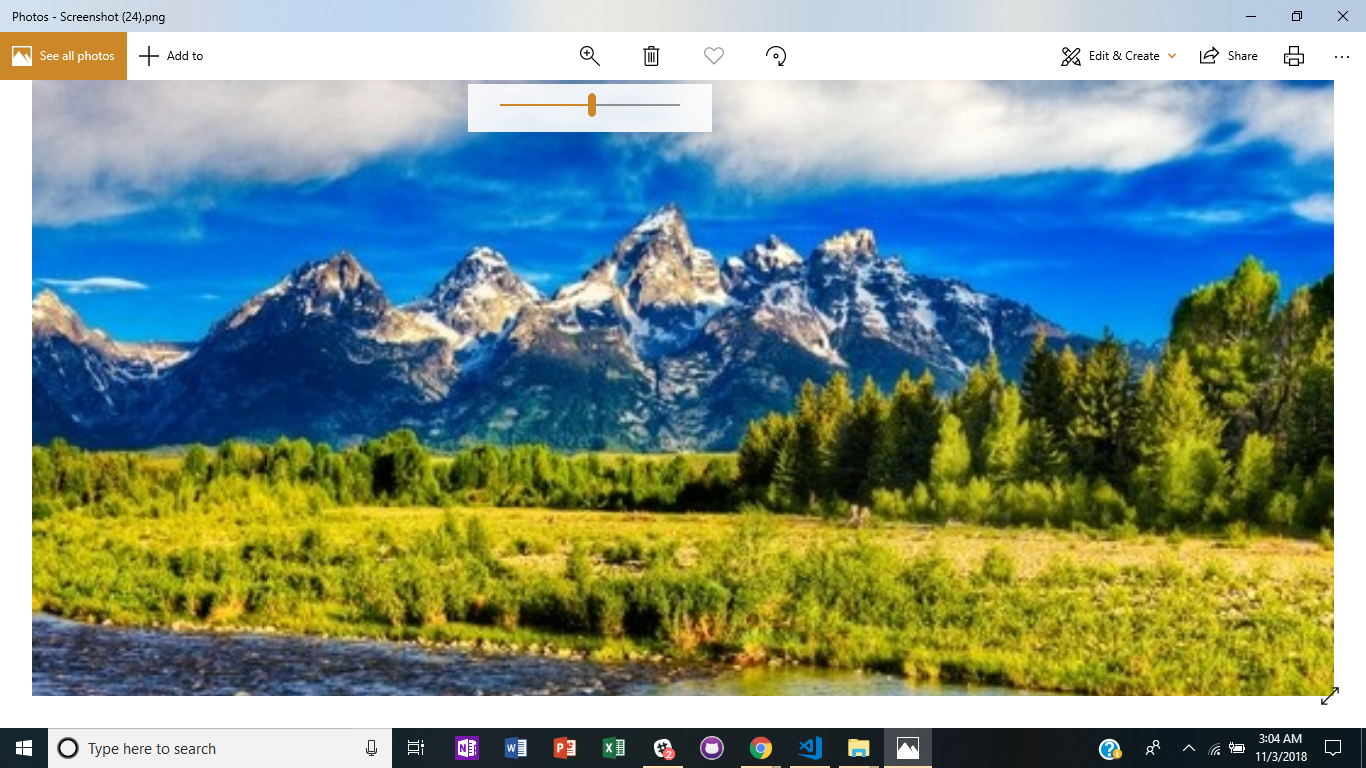 Photos - Screenshot (24).png
See all photos
Add to
Edit & Create
Share
Type here to search
N
W
P
X
2
?
3:04 AM
11/3/2018